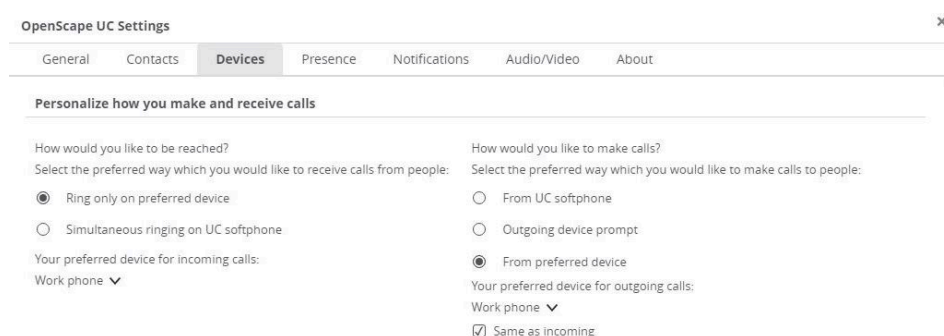 OpenScape UC Settings
General Contacts Devices Presence Notifications Audio/Video About
Personalize how you make and receive calls
How would you like to be reached?
Select the preferred way which you would like to receive calls from people:
Ring only on preferred device
Simultaneous ringing on UC softphone
Your preferred device for incoming calls:
Work phone
How would you like to make calls?
Select the preferred way which you would like to make calls to people:
From UC softphone
Outgoing device prompt
From preferred device
Your preferred device for outgoing calls:
Work phone
Same as incoming